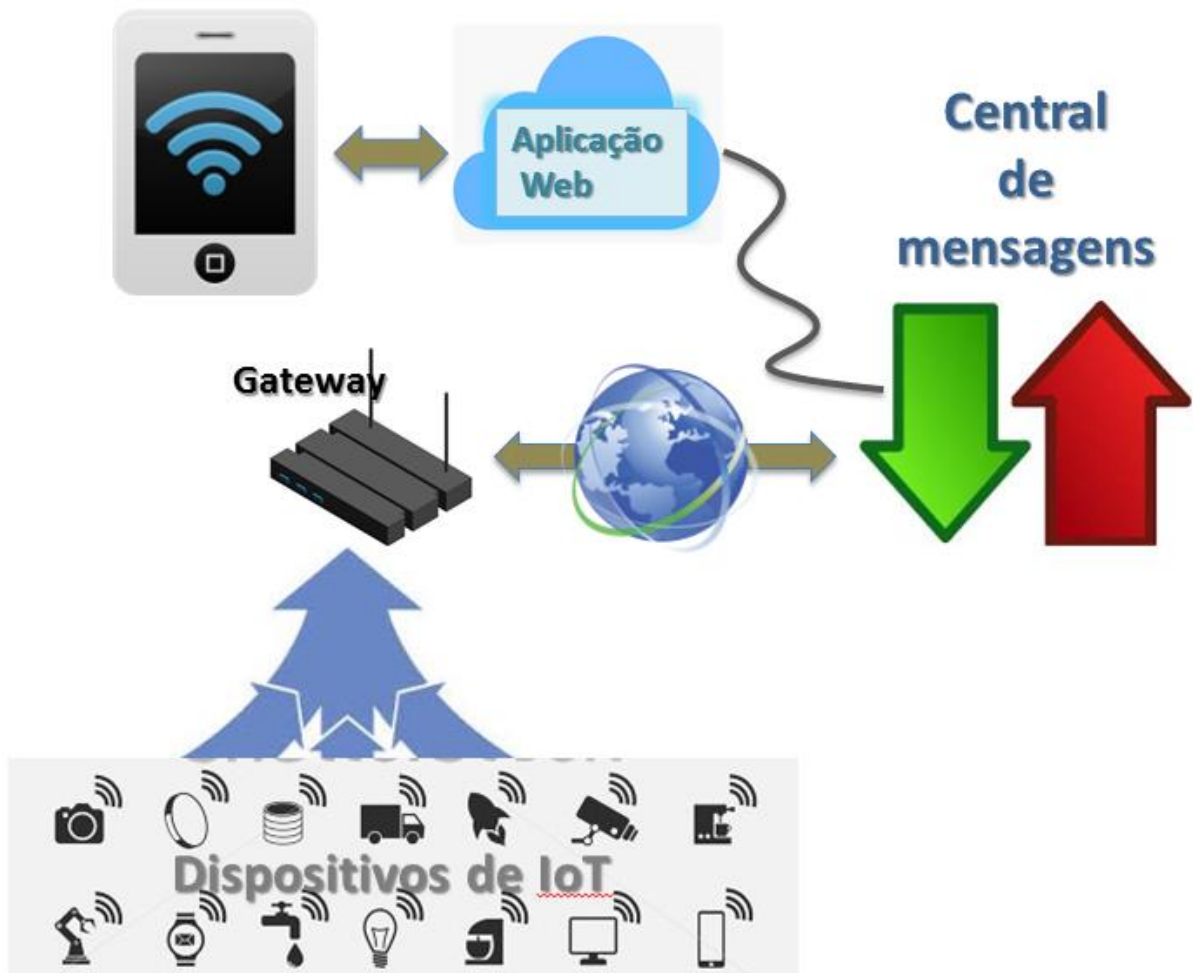 Aplicação
Web
Central
de
mensagens
Gateway
Dispositivos de IoT